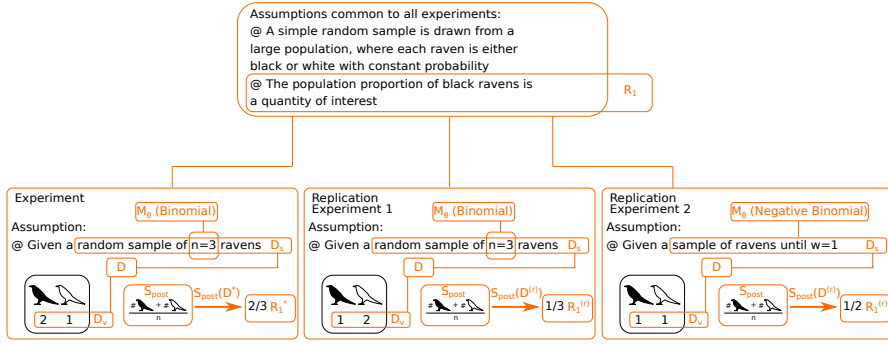 Assumptions common to all experiments:
@ A simple random sample is drawn from a
large population, where each raven is either
black or white with constant probability
@ The population proportion of black ravens is
a quantity of interest
R1
Experiment
Mθ (Binomial)
Assumption:
@ Given a random sample of n=3 ravens Ds
D
2 1 Dv
Spost
# + #
n
Spost(D*)
2/3 R1*
Replication
Experiment 1
Mθ (Binomial)
Assumption:
@ Given a random sample of n=3 ravens Ds
D
1 2 Dv
Spost
# + #
n
Spost(D(r))
1/3 R1(r)
Replication
Experiment 2
Mθ (Negative Binomial)
Assumption:
@ Given a sample of ravens until w=1 Ds
D
1 1 Dv
Spost
# + #
n
Spost(D(r))
1/2 R1(r)